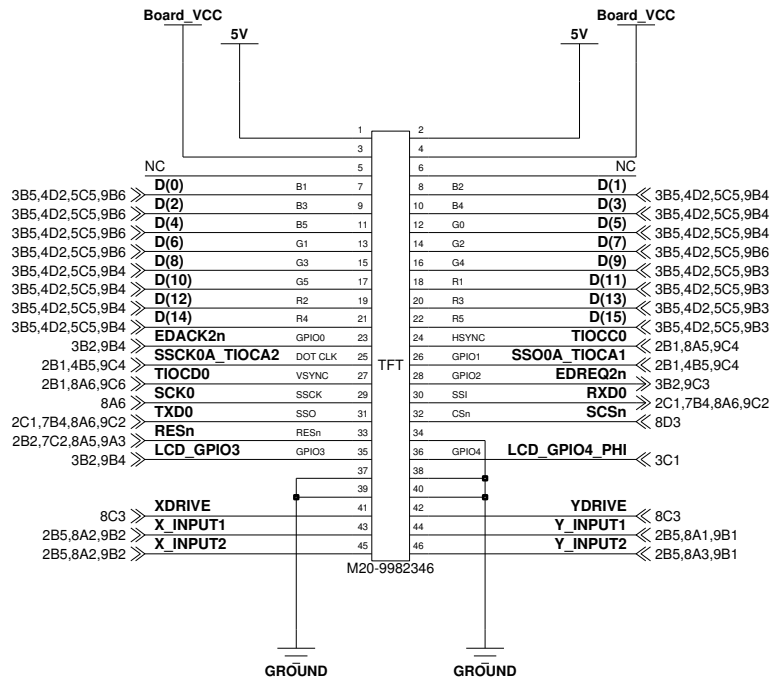 Board_VCC Board_VCC
5V 5V
1 2
3 4
NC 5 6 NC
3B5,4D2,5C5,9B6 D(0) B1 7 8 B2 D(1) 3B5,4D2,5C5,9B4
3B5,4D2,5C5,9B6 D(2) B3 9 10 B4 D(3) 3B5,4D2,5C5,9B4
3B5,4D2,5C5,9B6 D(4) B5 11 12 G0 D(5) 3B5,4D2,5C5,9B4
3B5,4D2,5C5,9B6 D(6) G1 13 14 G2 D(7) 3B5,4D2,5C5,9B6
3B5,4D2,5C5,9B4 D(8) G3 15 16 G4 D(9) 3B5,4D2,5C5,9B3
3B5,4D2,5C5,9B4 D(10) G5 17 18 R1 D(11) 3B5,4D2,5C5,9B3
3B5,4D2,5C5,9B4 D(12) R2 19 20 R3 D(13) 3B5,4D2,5C5,9B3
3B5,4D2,5C5,9B4 D(14) R4 21 22 R5 D(15) 3B5,4D2,5C5,9B3
3B2,9B4 EDACK2n GPIO0 23 24 HSYNC TIOCC0 2B1,8A5,9C4
2B1,4B5,9C4 SSCK0A_TIOCA2 DOT CLK 25 TFT 26 GPIO1 SSO0A_TIOCA1 2B1,4B5,9C4
2B1,8A6,9C6 TIOCD0 VSYNC 27 28 GPIO2 EDREQ2n 3B2,9C3
8A6 SCK0 SSCK 29 30 SSI RXD0 2C1,7B4,8A6,9C2
2C1,7B4,8A6,9C2 TXD0 SSO 31 32 CSn SCSn 8D3
2B2,7C2,8A5,9A3 RESn RESn 33 34
3B2,9B4 LCD_GPIO3 GPIO3 35 36 GPIO4 LCD_GPIO4_PHI 3C1
37 38
39 40
8C3 XDRIVE 41 42 YDRIVE 8C3
2B5,8A2,9B2 X_INPUT1 43 44 Y_INPUT1 2B5,8A1,9B1
2B5,8A2,9B2 X_INPUT2 45 46 Y_INPUT2 2B5,8A3,9B1
M20-9982346
GROUND GROUND